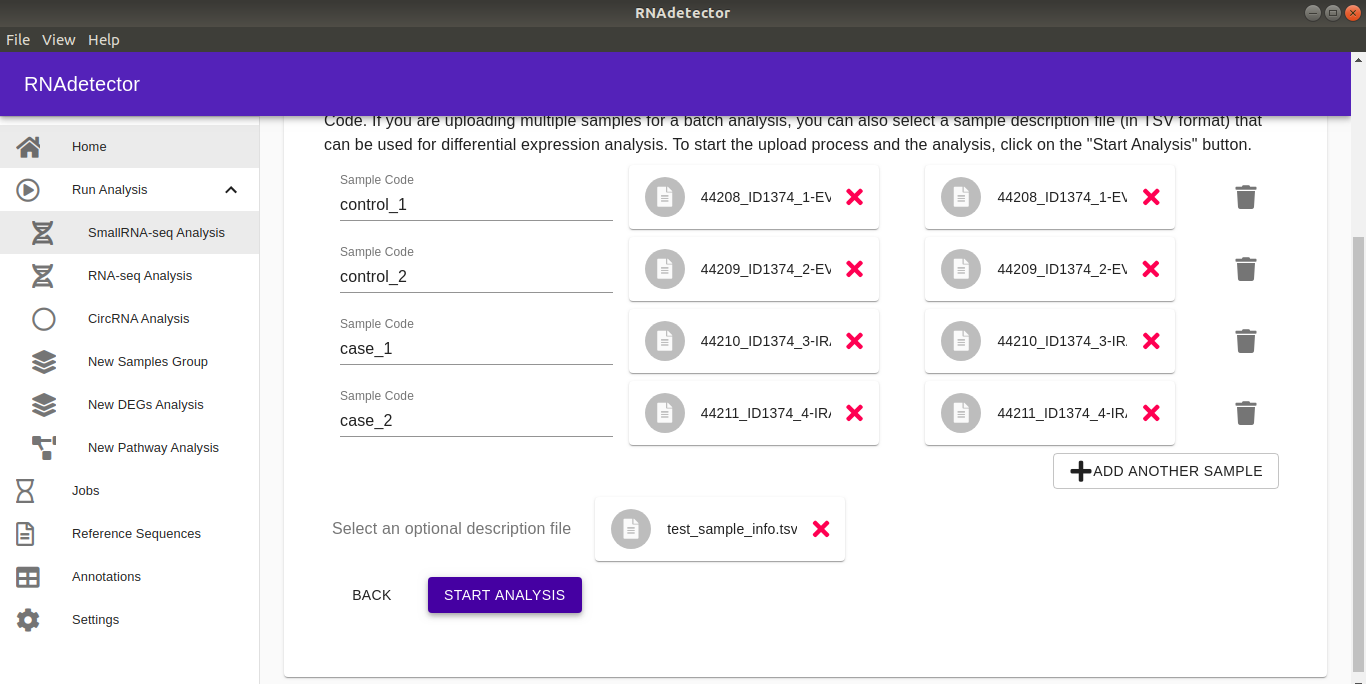 RNAdetector
File View Help
RNAdetector
Home
Run Analysis
SmallRNA-seq Analysis
RNA-seq Analysis
CircRNA Analysis
New Samples Group
New DEGs Analysis
New Pathway Analysis
Jobs
Reference Sequences
Annotations
Settings
Code. If you are uploading multiple samples for a batch analysis, you can also select a sample description file (in TSV format) that
can be used for differential expression analysis. To start the upload process and the analysis, click on the "Start Analysis" button.
Sample Code
control_1 44208_ID1374_1-EV 44208_ID1374_1-EV
Sample Code
control_2 44209_ID1374_2-EV 44209_ID1374_2-EV
Sample Code
case_1 44210_ID1374_3-IRA 44210_ID1374_3-IR
Sample Code
case_2 44211_ID1374_4-IRA 44211_ID1374_4-IR
ADD ANOTHER SAMPLE
Select an optional description file test_sample_info.tsv
BACK START ANALYSIS